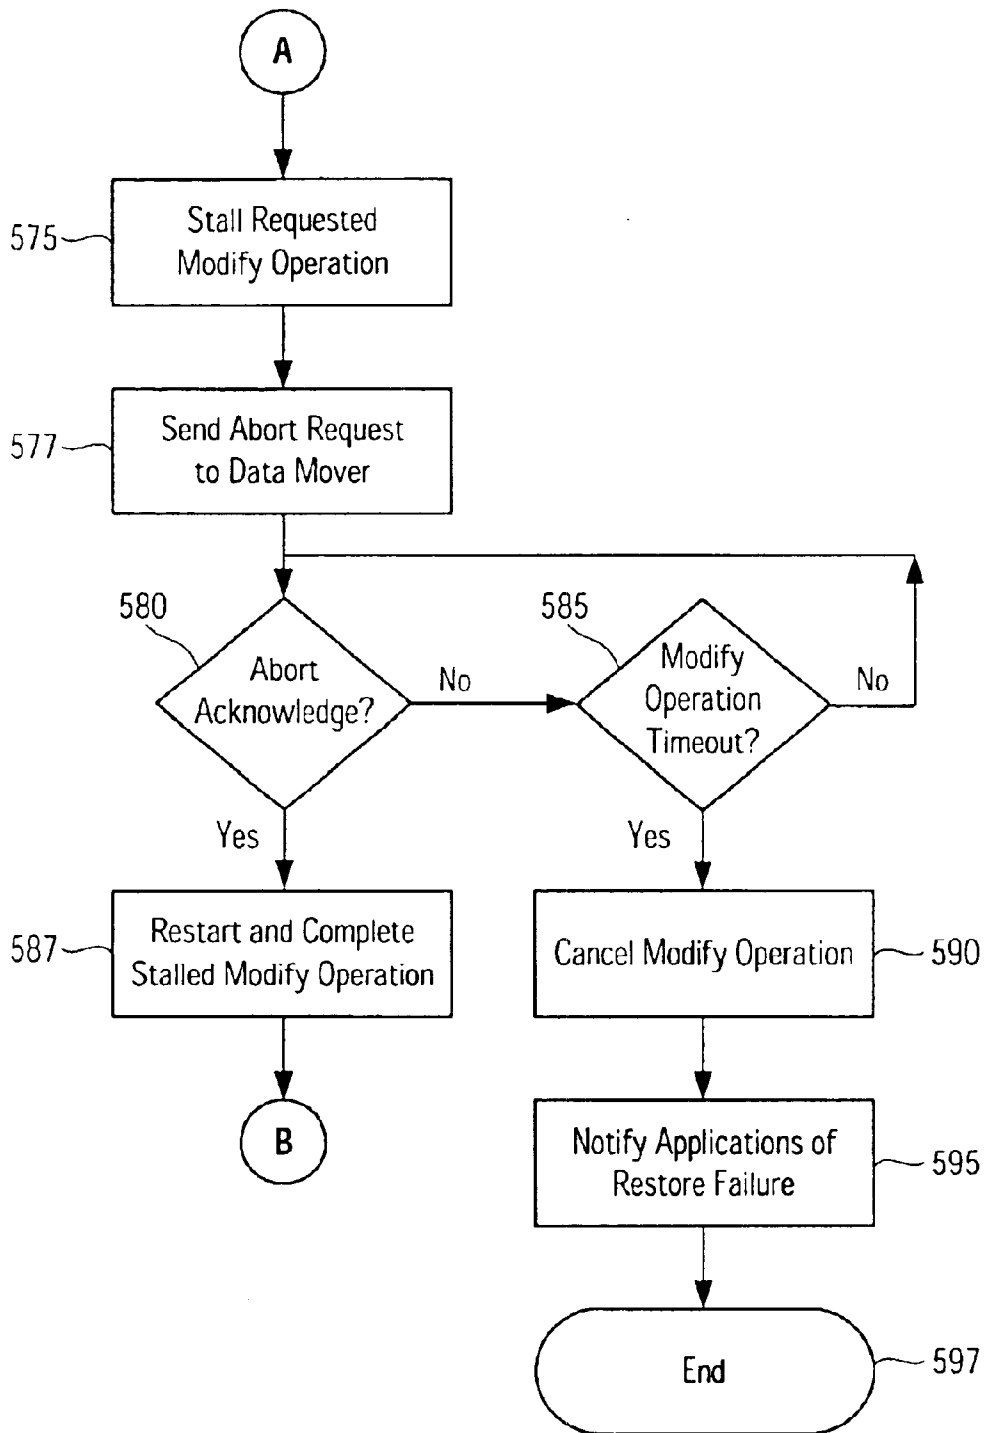 A
575
Stall Requested
Modify Operation
577
Send Abort Request
to Data Mover
580
Abort
Acknowledge?
No
585
Modify
Operation
Timeout?
No
Yes
Yes
587
Restart and Complete
Stalled Modify Operation
Cancel Modify Operation
590
B
Notify Applications of
Restore Failure
595
End
597